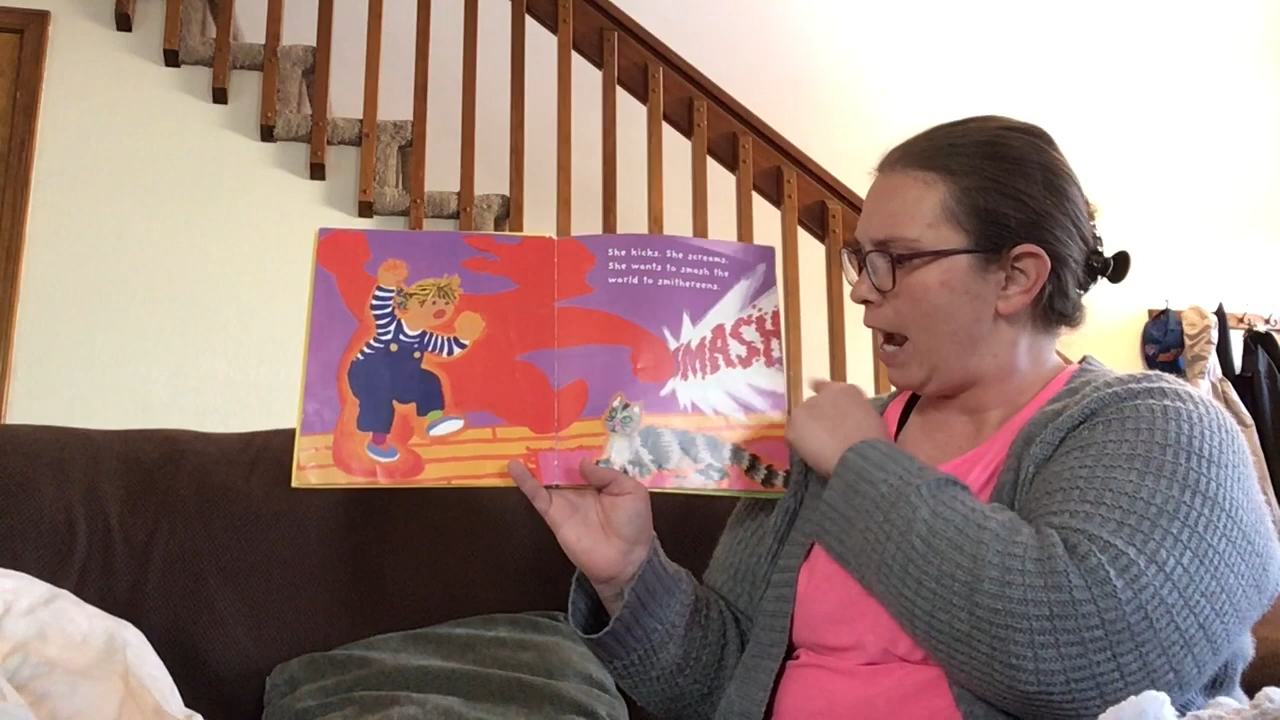 She kicks. She screams.
She wants to smash the
world to smithereens.
SMASH